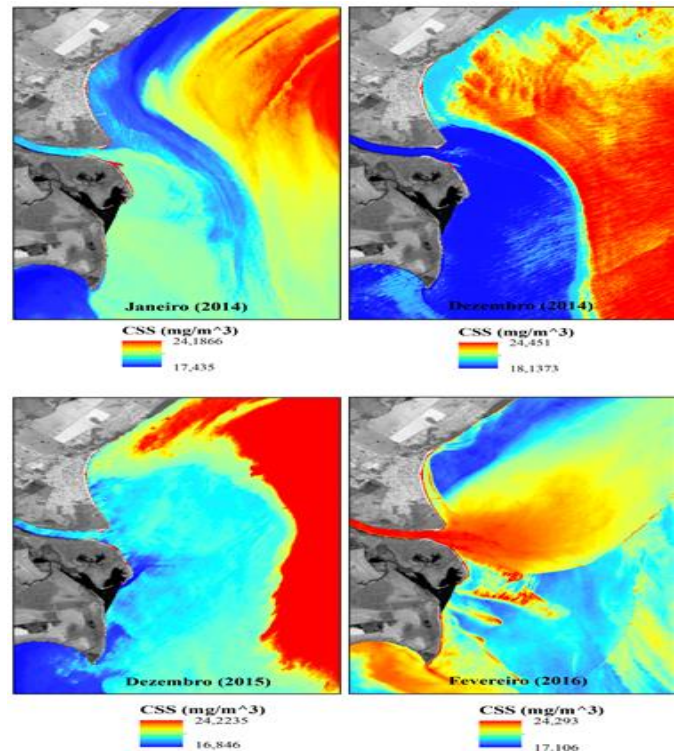 Janeiro (2014)
CSS (mg/m^3)
24,1866
17,435
Dezembro (2014)
CSS (mg/m^3)
24,451
18,1373
Dezembro (2015)
CSS (mg/m^3)
24,2235
16,846
Fevereiro (2016)
CSS (mg/m^3)
24,293
17,106